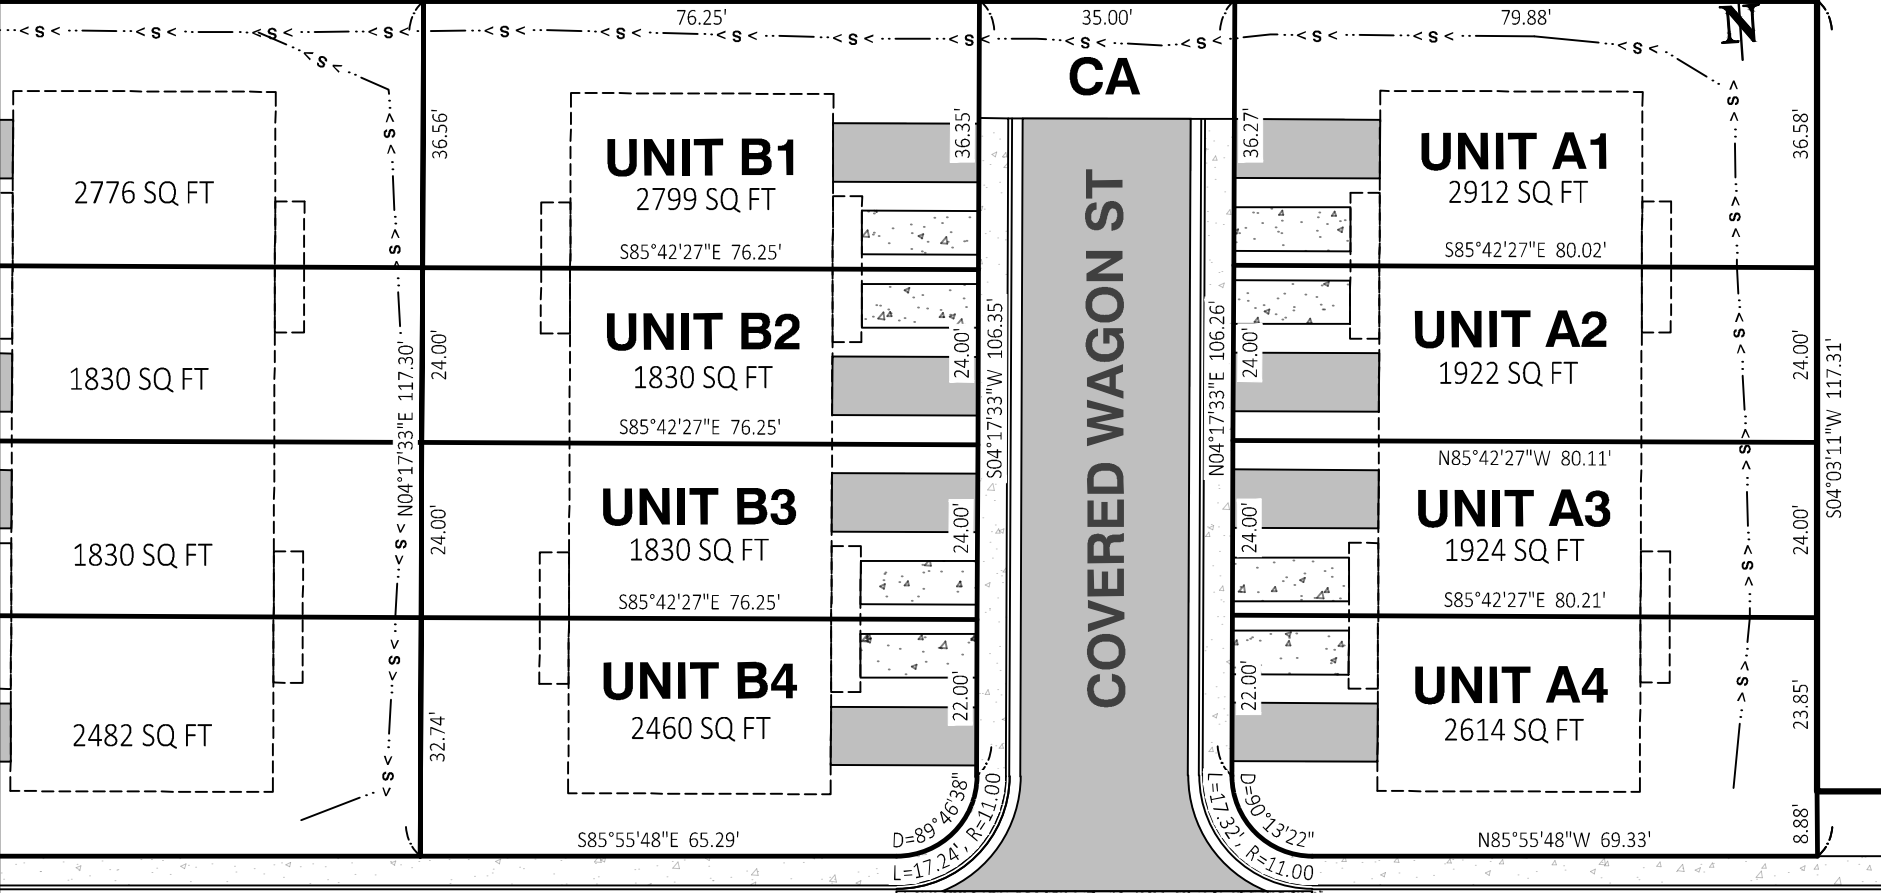 76.25'
35.00'
79.88'
N
<S<
CA
36.56'
36.35'
36.27'
36.58'
2776 SQ FT
UNIT B1
2799 SQ FT
S85°42'27"E 76.25'
UNIT A1
2912 SQ FT
S85°42'27"E 80.02'
COVERED WAGON ST
1830 SQ FT
N04°17'33"E 117.30'
24.00'
UNIT B2
1830 SQ FT
S85°42'27"E 76.25'
24.00'
S04°17'33"W 106.35'
N04°17'33"E 106.26'
24.00'
UNIT A2
1922 SQ FT
24.00'
S04°03'11"W 117.31'
N85°42'27"W 80.11'
1830 SQ FT
24.00'
UNIT B3
1830 SQ FT
S85°42'27"E 76.25'
24.00'
24.00'
UNIT A3
1924 SQ FT
S85°42'27"E 80.21'
24.00'
2482 SQ FT
32.74'
UNIT B4
2460 SQ FT
22.00'
22.00'
UNIT A4
2614 SQ FT
23.85'
S85°55'48"E 65.29'
D=89°46'38"
L=17.24', R=11.00
D=90°13'22"
L=17.32', R=11.00
N85°55'48"W 69.33'
8.88'